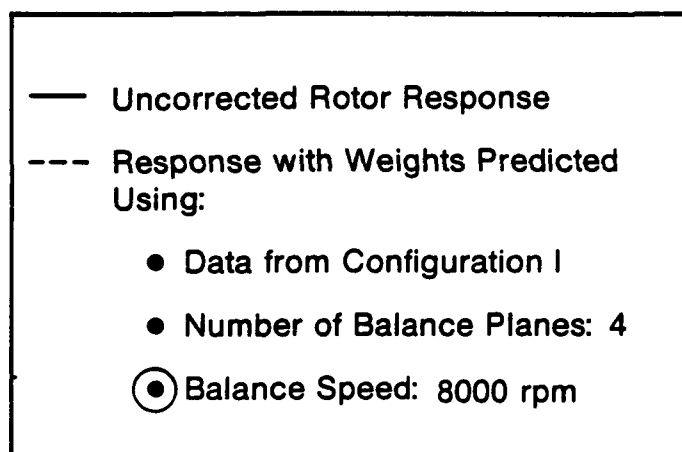 Uncorrected Rotor Response
Response with Weights Predicted
Using:
• Data from Configuration I
• Number of Balance Planes: 4
• Balance Speed: 8000 rpm